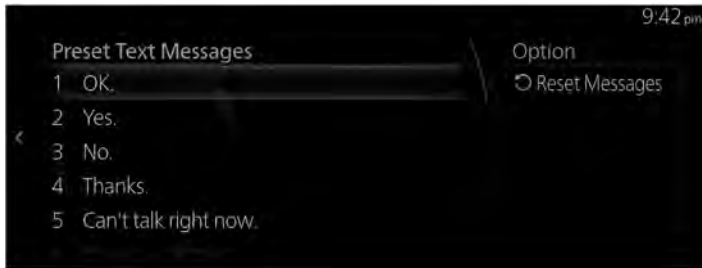 9:42 pm
Preset Text Messages
1 OK.
2 Yes.
3 No.
4 Thanks.
5 Can't talk right now.
Option
Reset Messages